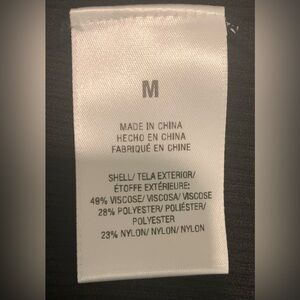 M
MADE IN CHINA
HECHO EN CHINA
FABRIQUÉ EN CHINE
SHELL/ TELA EXTERIOR/
ÉTOFFE EXTÉRIEURE:
49% VISCOSE/ VISCOSA/ VISCOSE
28% POLYESTER/ POLIÉSTER/
POLYESTER
23% NYLON/ NYLON/ NYLON